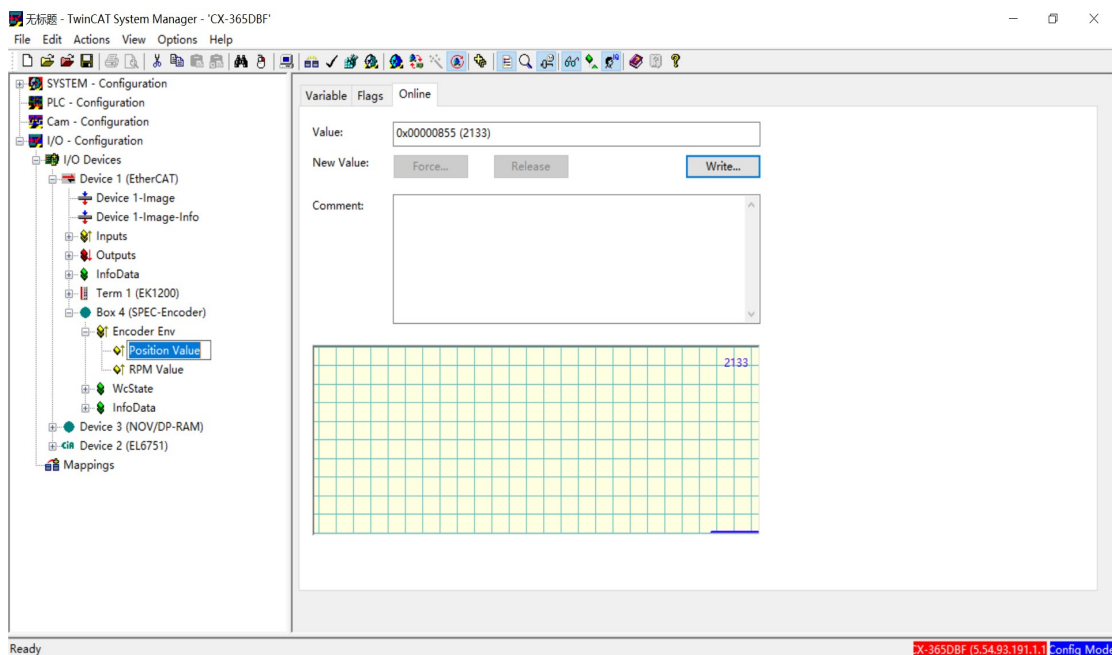 无标题 - TwinCAT System Manager - 'CX-365DBF'
File Edit Actions View Options Help
SYSTEM - Configuration
PLC - Configuration
Cam - Configuration
I/O - Configuration
I/O Devices
Device 1 (EtherCAT)
Device 1-Image
Device 1-Image-Info
Inputs
Outputs
InfoData
Term 1 (EK1200)
Box 4 (SPEC-Encoder)
Encoder Env
Position Value
RPM Value
WcState
InfoData
Device 3 (NOV/DP-RAM)
CiA Device 2 (EL6751)
Mappings
Variable Flags Online
Value: 0x00000855 (2133)
New Value: Force... Release Write...
Comment:
2133
Ready
CX-365DBF (5.54.93.191.1.1 Config Mode